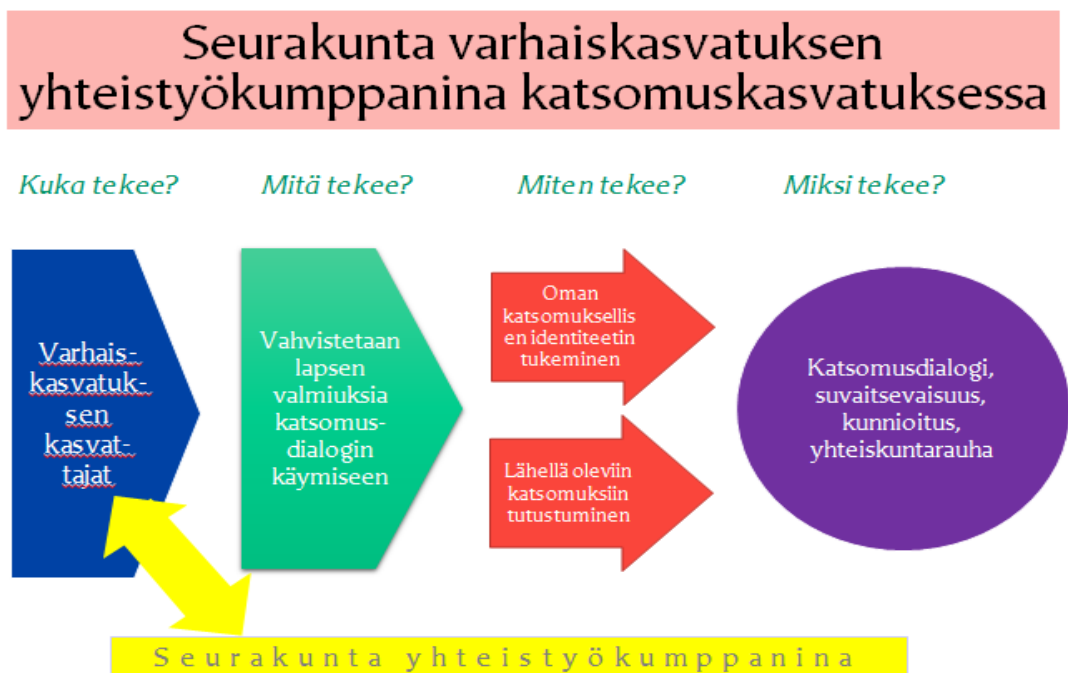 Seurakunta varhaiskasvatuksen
yhteistyökumppanina katsomuskasvatuksessa
Kuka tekee?
Mitä tekee?
Miten tekee?
Miksi tekee?
Varhais-
kasvatuk-
sen
kasvat-
tajat
Vahvistetaan
lapsen
valmiuksia
katsomus-
dialogin
käymiseen
Oman
katsomuksellis
en identiteetin
tukeminen
Lähellä oleviin
katsomuksiin
tutustuminen
Katsomusdialogi,
suvaitsevaisuus,
kunnioitus,
yhteiskuntarauha
Seurakunta yhteistyökumppanina